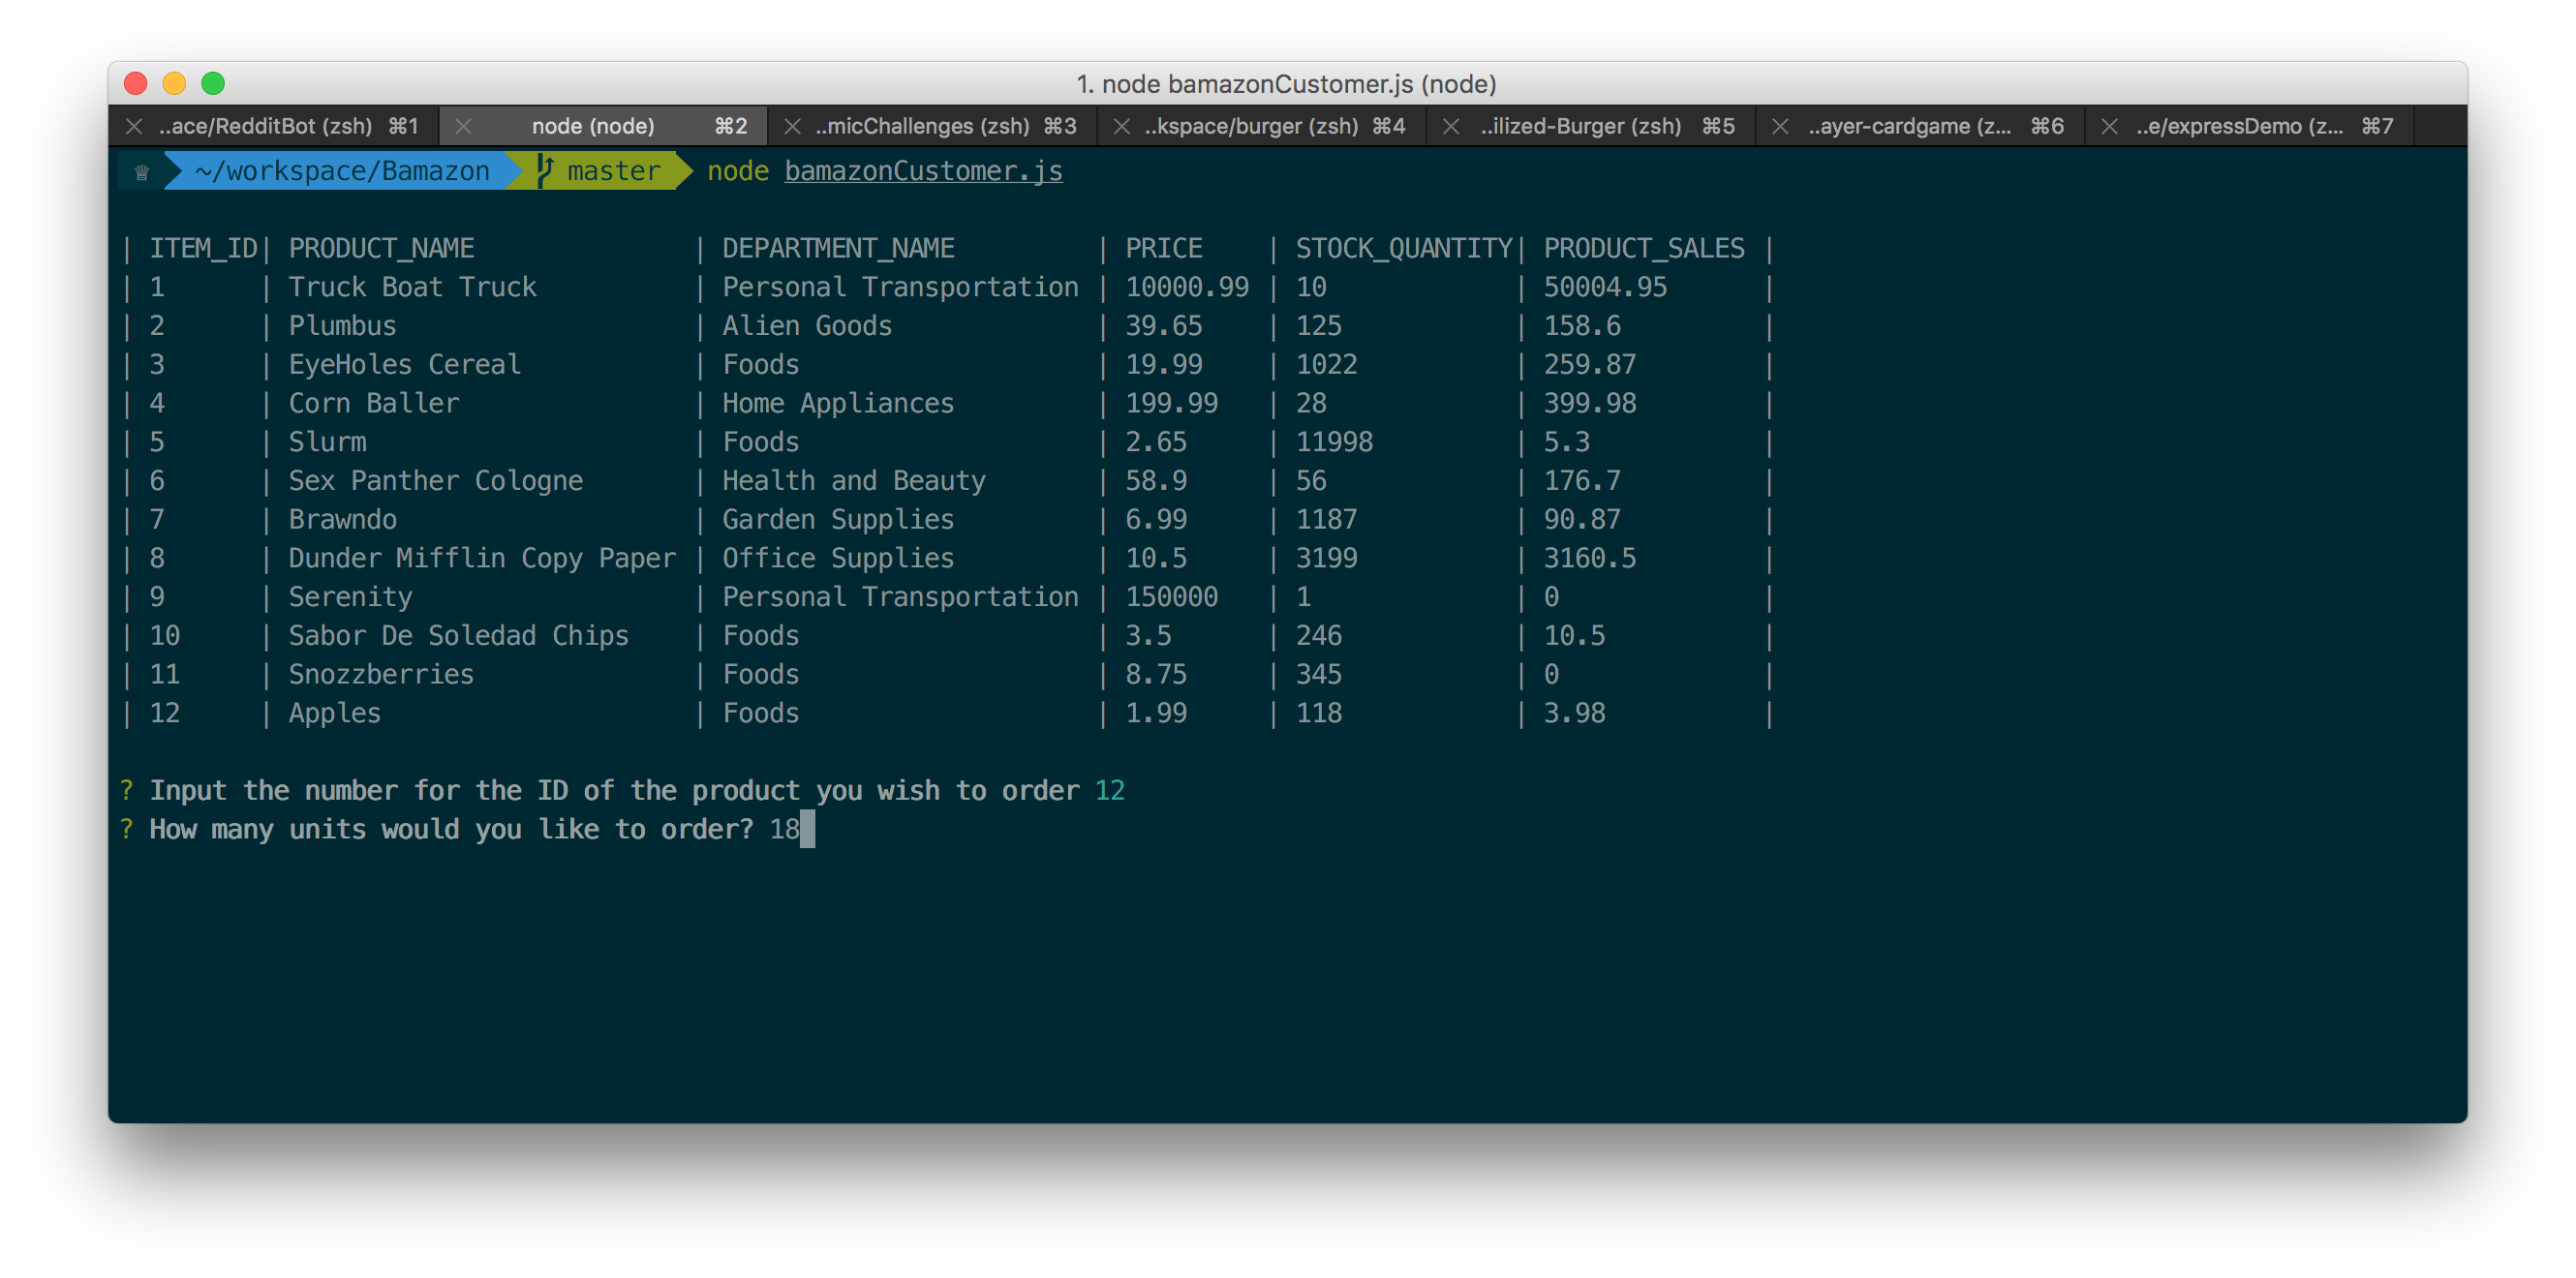 1. node bamazonCustomer.js (node)
..ace/RedditBot (zsh) ⌘1 node (node) ⌘2 ..micChallenges (zsh) ⌘3 ..kspace/burger (zsh) ⌘4 ..ilized-Burger (zsh) ⌘5 ..ayer-cardgame (z... ⌘6 ..e/expressDemo (z... ⌘7
~/workspace/Bamazon master node bamazonCustomer.js
| ITEM_ID| PRODUCT_NAME | DEPARTMENT_NAME | PRICE | STOCK_QUANTITY| PRODUCT_SALES |
| 1 | Truck Boat Truck | Personal Transportation | 10000.99 | 10 | 50004.95 |
| 2 | Plumbus | Alien Goods | 39.65 | 125 | 158.6 |
| 3 | EyeHoles Cereal | Foods | 19.99 | 1022 | 259.87 |
| 4 | Corn Baller | Home Appliances | 199.99 | 28 | 399.98 |
| 5 | Slurm | Foods | 2.65 | 11998 | 5.3 |
| 6 | Sex Panther Cologne | Health and Beauty | 58.9 | 56 | 176.7 |
| 7 | Brawndo | Garden Supplies | 6.99 | 1187 | 90.87 |
| 8 | Dunder Mifflin Copy Paper | Office Supplies | 10.5 | 3199 | 3160.5 |
| 9 | Serenity | Personal Transportation | 150000 | 1 | 0 |
| 10 | Sabor De Soledad Chips | Foods | 3.5 | 246 | 10.5 |
| 11 | Snozzberries | Foods | 8.75 | 345 | 0 |
| 12 | Apples | Foods | 1.99 | 118 | 3.98 |
? Input the number for the ID of the product you wish to order 12
? How many units would you like to order? 18